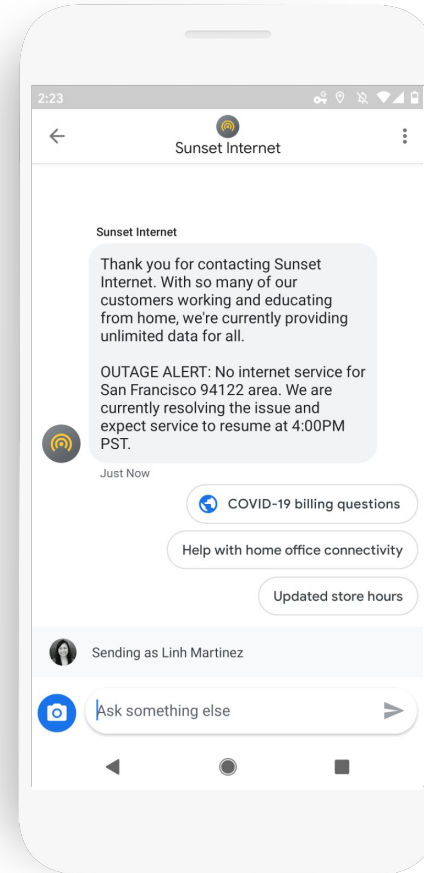 2:23
Sunset Internet
Sunset Internet
Thank you for contacting Sunset
Internet. With so many of our
customers working and educating
from home, we're currently providing
unlimited data for all.
OUTAGE ALERT: No internet service for
San Francisco 94122 area. We are
currently resolving the issue and
expect service to resume at 4:00PM
PST.
Just Now
COVID-19 billing questions
Help with home office connectivity
Updated store hours
Sending as Linh Martinez
Ask something else